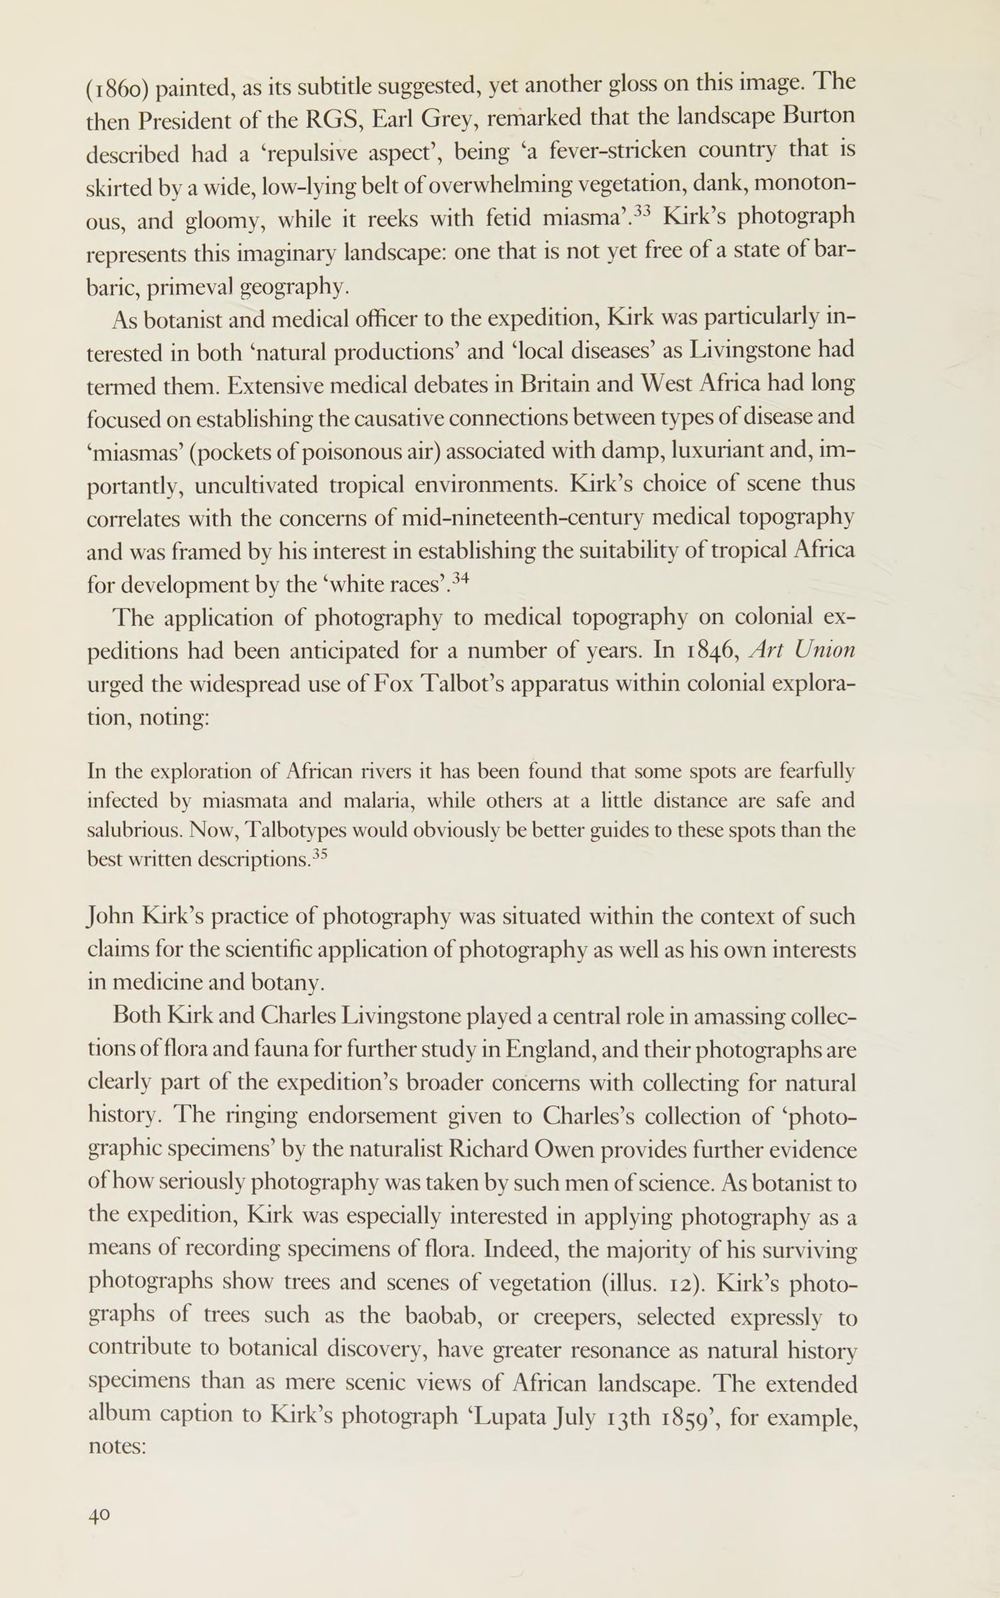 (1860) painted, as its subtitle suggested, yet another gloss on this image. The
then President of the RGS, Earl Grey, remarked that the landscape Burton
described had a ‘repulsive aspect’, being ‘a fever-stricken country that is
skirted by a wide, low-lying belt of overwhelming vegetation, dank, monoton-
ous, and gloomy, while it reeks with fetid miasma’.³³ Kirk’s photograph
represents this imaginary landscape: one that is not yet free of a state of bar-
baric, primeval geography.
As botanist and medical officer to the expedition, Kirk was particularly in-
terested in both ‘natural productions’ and ‘local diseases’ as Livingstone had
termed them. Extensive medical debates in Britain and West Africa had long
focused on establishing the causative connections between types of disease and
‘miasmas’ (pockets of poisonous air) associated with damp, luxuriant and, im-
portantly, uncultivated tropical environments. Kirk’s choice of scene thus
correlates with the concerns of mid-nineteenth-century medical topography
and was framed by his interest in establishing the suitability of tropical Africa
for development by the ‘white races’.³⁴
The application of photography to medical topography on colonial ex-
peditions had been anticipated for a number of years. In 1846, Art Union
urged the widespread use of Fox Talbot’s apparatus within colonial explora-
tion, noting:
In the exploration of African rivers it has been found that some spots are fearfully
infected by miasmata and malaria, while others at a little distance are safe and
salubrious. Now, Talbotypes would obviously be better guides to these spots than the
best written descriptions.³⁵
John Kirk’s practice of photography was situated within the context of such
claims for the scientific application of photography as well as his own interests
in medicine and botany.
Both Kirk and Charles Livingstone played a central role in amassing collec-
tions of flora and fauna for further study in England, and their photographs are
clearly part of the expedition’s broader concerns with collecting for natural
history. The ringing endorsement given to Charles’s collection of ‘photo-
graphic specimens’ by the naturalist Richard Owen provides further evidence
of how seriously photography was taken by such men of science. As botanist to
the expedition, Kirk was especially interested in applying photography as a
means of recording specimens of flora. Indeed, the majority of his surviving
photographs show trees and scenes of vegetation (illus. 12). Kirk’s photo-
graphs of trees such as the baobab, or creepers, selected expressly to
contribute to botanical discovery, have greater resonance as natural history
specimens than as mere scenic views of African landscape. The extended
album caption to Kirk’s photograph ‘Lupata July 13th 1859’, for example,
notes:
40